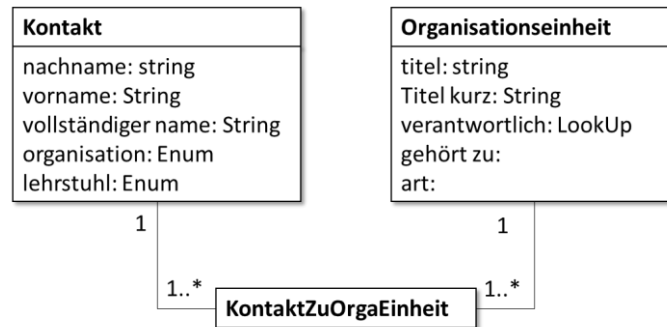 Kontakt
nachname: string
vorname: String
vollständiger name: String
organisation: Enum
lehrstuhl: Enum
Organisationseinheit
titel: string
Titel kurz: String
verantwortlich: LookUp
gehört zu:
art:
1
1
1..*
KontaktZuOrgaEinheit
1..*